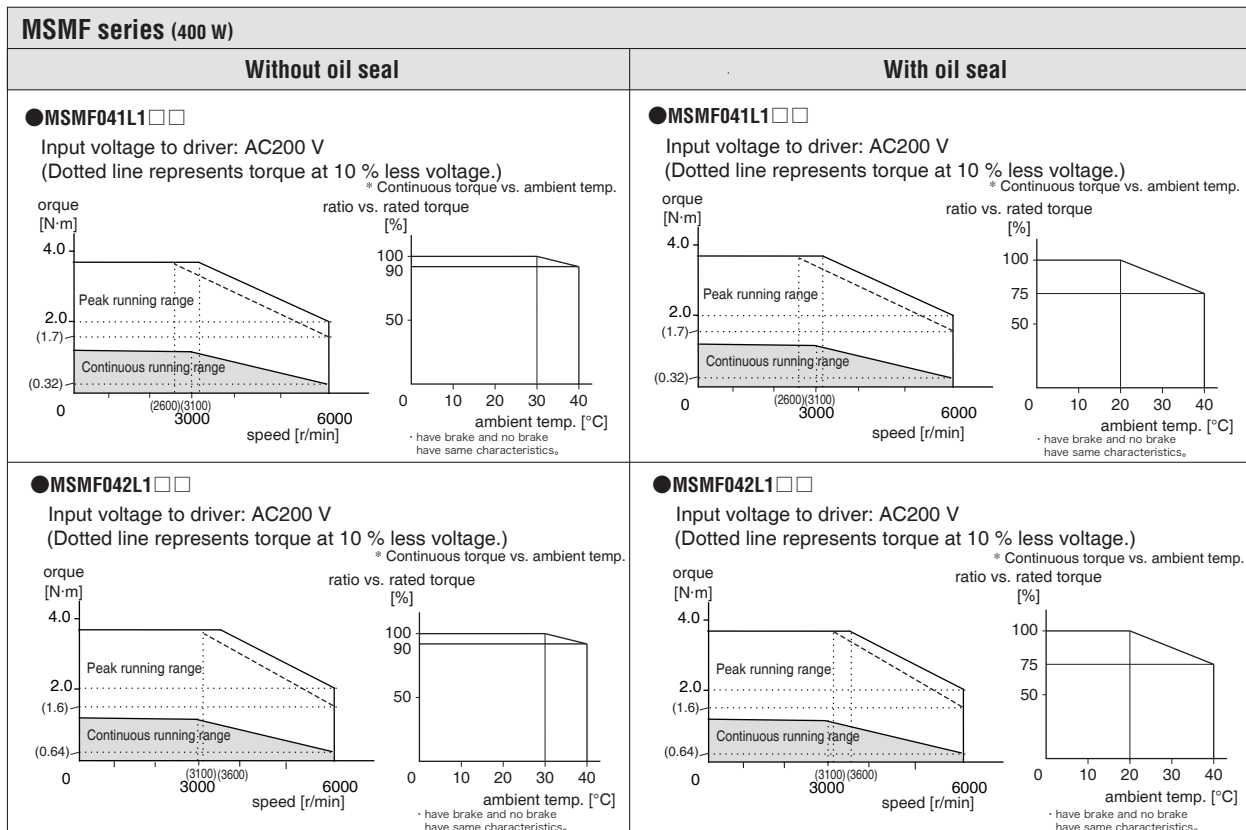 MSMF series (400 W)
Without oil seal
With oil seal
●MSMF041L1□□
Input voltage to driver: AC200 V
(Dotted line represents torque at 10 % less voltage.)
* Continuous torque vs. ambient temp.
orque
[N·m]
4.0
2.0
(1.7)
(0.32)
0
Peak running range
Continuous running range
(2600)(3100)
3000
6000
speed [r/min]
ratio vs. rated torque
[%]
100
90
50
0
10
20
30
40
ambient temp. [°C]
· have brake and no brake
have same characteristics。
●MSMF041L1□□
Input voltage to driver: AC200 V
(Dotted line represents torque at 10 % less voltage.)
* Continuous torque vs. ambient temp.
orque
[N·m]
4.0
2.0
(1.7)
(0.32)
0
Peak running range
Continuous running range
(2600)(3100)
3000
6000
speed [r/min]
ratio vs. rated torque
[%]
100
75
50
0
10
20
30
40
ambient temp. [°C]
· have brake and no brake
have same characteristics。
●MSMF042L1□□
Input voltage to driver: AC200 V
(Dotted line represents torque at 10 % less voltage.)
* Continuous torque vs. ambient temp.
orque
[N·m]
4.0
2.0
(1.6)
(0.64)
0
Peak running range
Continuous running range
(3100)(3600)
3000
6000
speed [r/min]
ratio vs. rated torque
[%]
100
90
50
0
10
20
30
40
ambient temp. [°C]
· have brake and no brake
have same characteristics。
●MSMF042L1□□
Input voltage to driver: AC200 V
(Dotted line represents torque at 10 % less voltage.)
* Continuous torque vs. ambient temp.
orque
[N·m]
4.0
2.0
(1.6)
(0.64)
0
Peak running range
Continuous running range
(3100)(3600)
3000
6000
speed [r/min]
ratio vs. rated torque
[%]
100
75
50
0
10
20
30
40
ambient temp. [°C]
· have brake and no brake
have same characteristics。